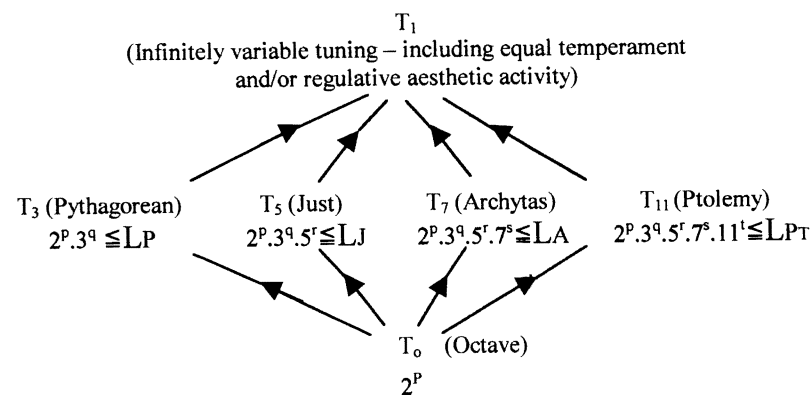 T₁
(Infinitely variable tuning – including equal temperament
and/or regulative aesthetic activity)
T₃ (Pythagorean) T₅ (Just) T₇ (Archytas) T₁₁ (Ptolemy)
2ᵖ.3q ≦LP 2ᵖ.3q.5ʳ≦LJ 2ᵖ.3q.5ʳ.7ˢ≦LA 2ᵖ.3q.5ʳ.7ˢ.11ᵗ≦LPT
Tₒ (Octave)
2ᴾ